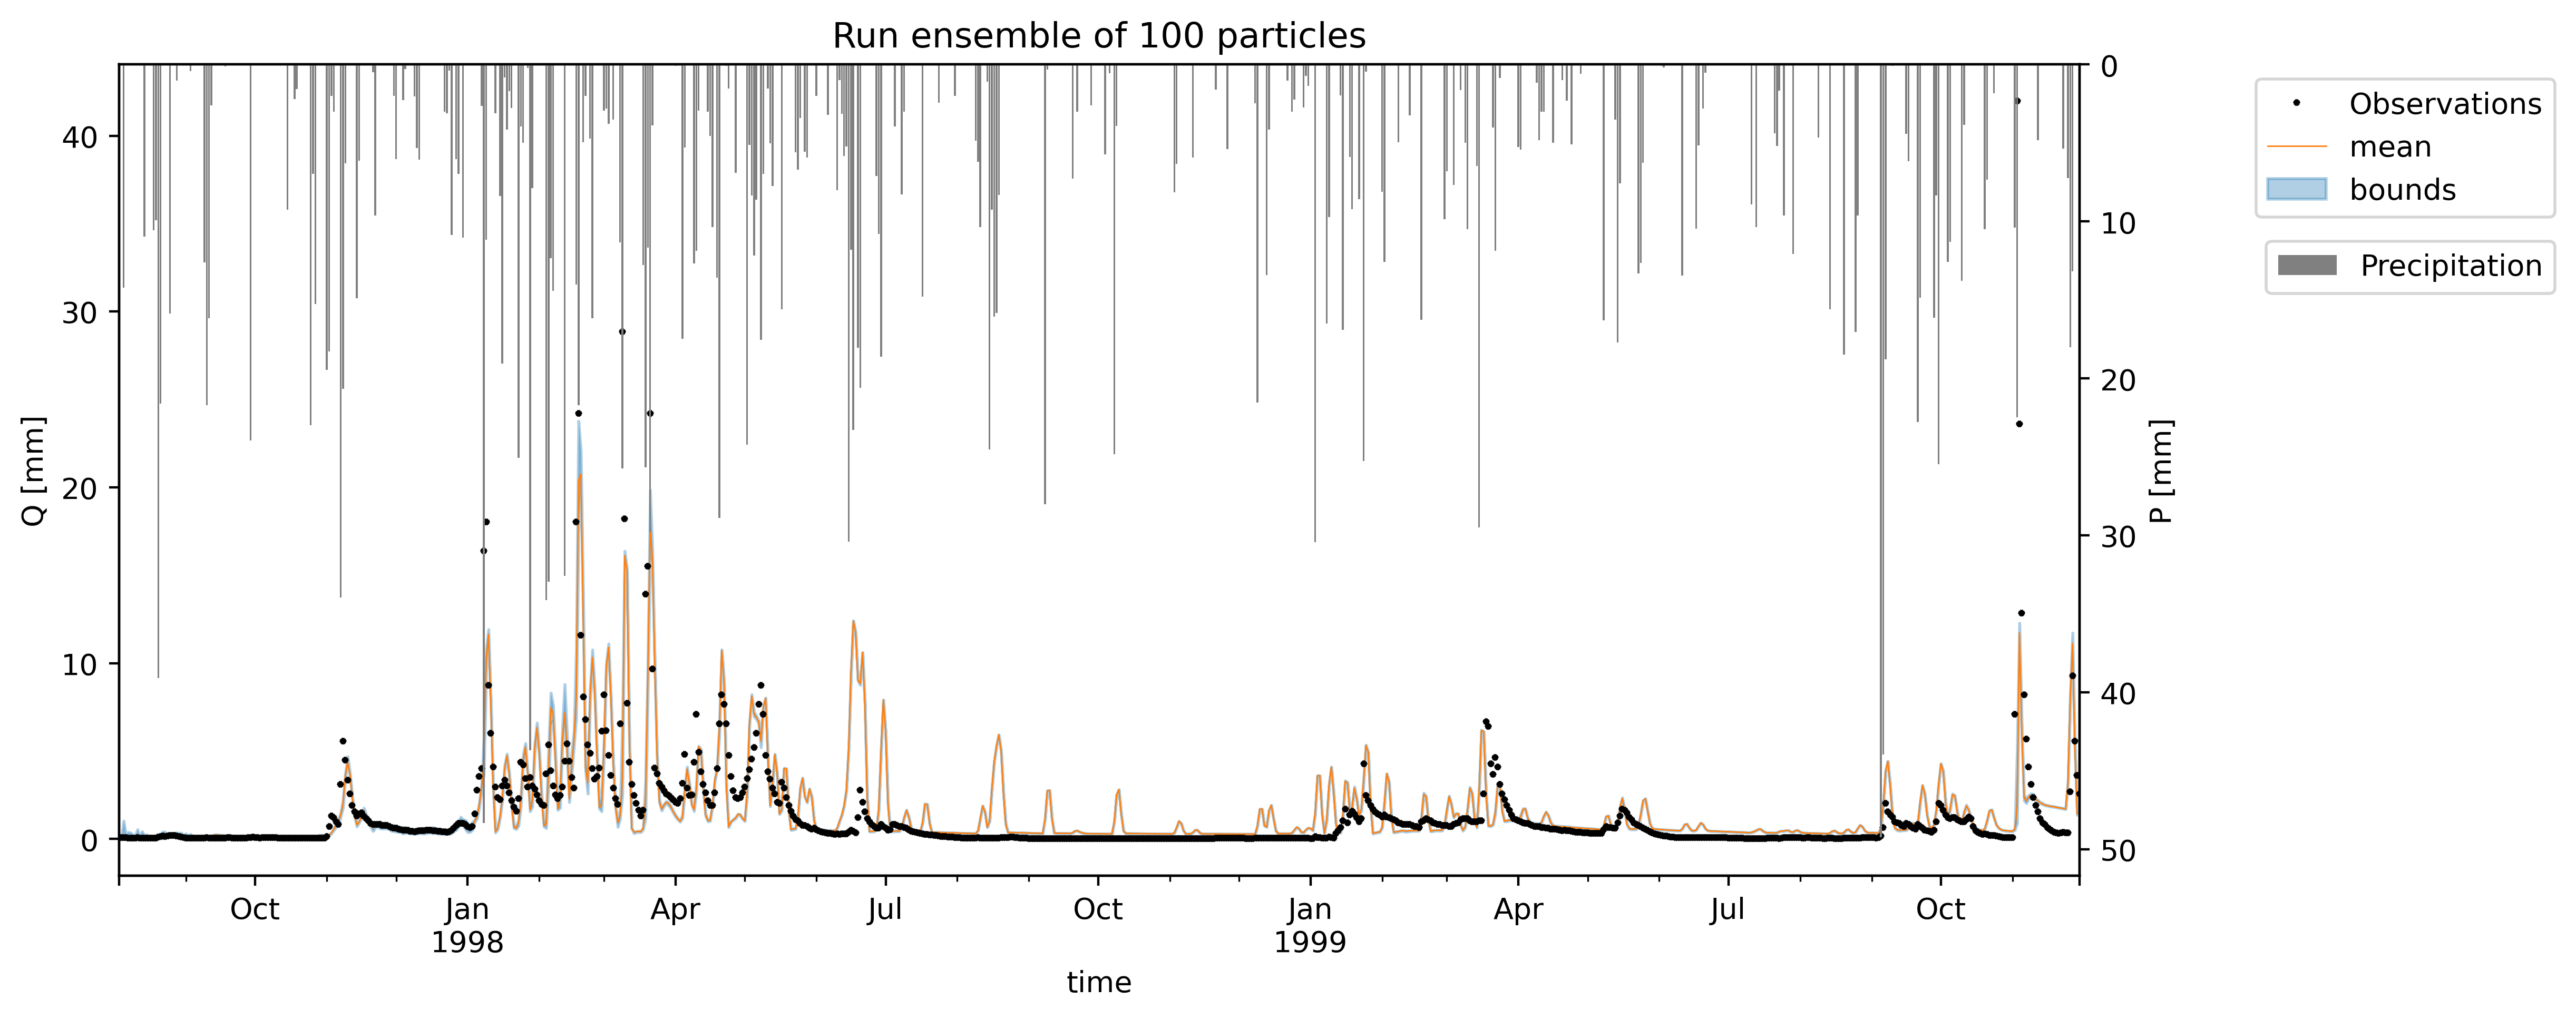 Run ensemble of 100 particles
40
30
20
10
0
Q [mm]
0
10
20
30
40
50
P [mm]
Oct
Jan
1998
Apr
Jul
Oct
Jan
1999
Apr
Jul
Oct
time
Observations
mean
bounds
Precipitation